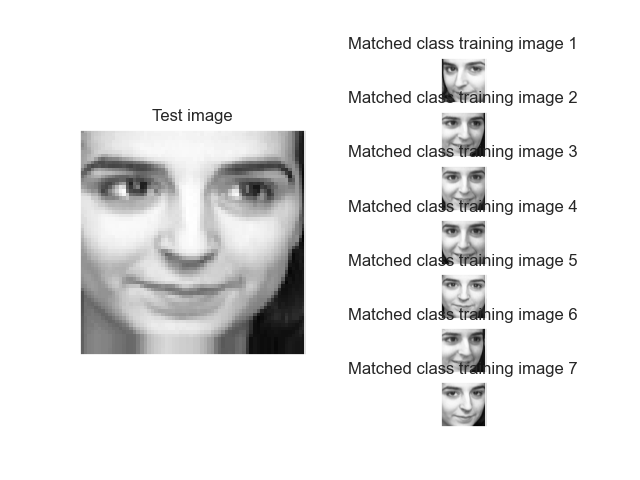 Test image
Matched class training image 1
Matched class training image 2
Matched class training image 3
Matched class training image 4
Matched class training image 5
Matched class training image 6
Matched class training image 7